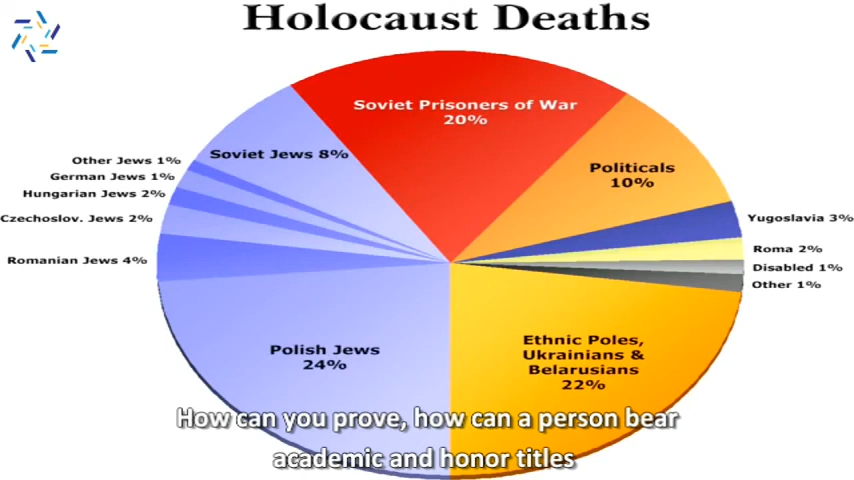 Holocaust Deaths
Soviet Prisoners of War
20%
Politicals
10%
Yugoslavia 3%
Roma 2%
Disabled 1%
Other 1%
Ethnic Poles,
Ukrainians &
Belarusians
22%
Polish Jews
24%
Romanian Jews 4%
Czechoslov. Jews 2%
Hungarian Jews 2%
German Jews 1%
Other Jews 1%
Soviet Jews 8%
How can you prove, how can a person bear
academic and honor titles